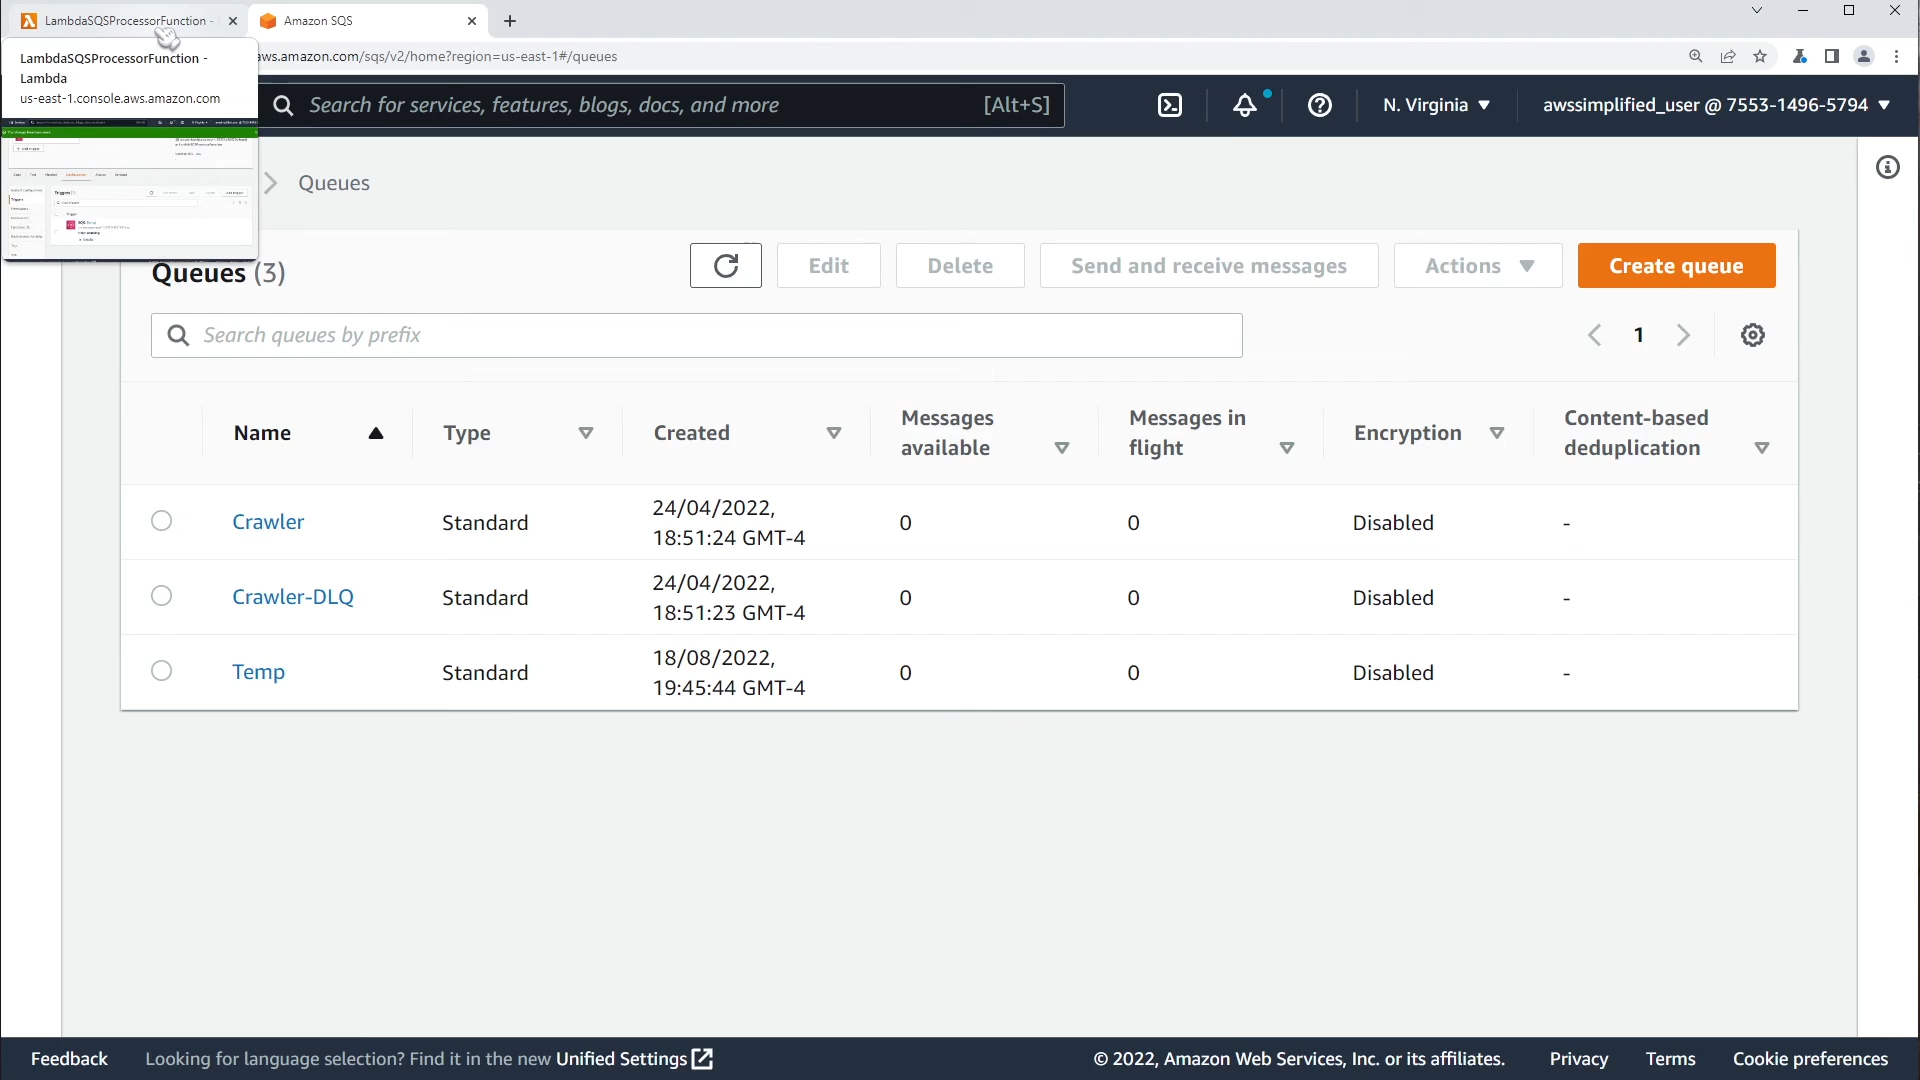 LambdaSQSProcessorFunction -
Amazon SQS
LambdaSQSProcessorFunction -
Lambda
us-east-1.console.aws.amazon.com
aws.amazon.com/sqs/v2/home?region=us-east-1#/queues
Search for services, features, blogs, docs, and more [Alt+S]
N. Virginia
awssimplified_user @ 7553-1496-5794
Queues
Queues (3)
Edit
Delete
Send and receive messages
Actions
Create queue
Search queues by prefix
1
Name
Type
Created
Messages
available
Messages in
flight
Encryption
Content-based
deduplication
Crawler Standard 24/04/2022,
18:51:24 GMT-4 0 0 Disabled -
Crawler-DLQ Standard 24/04/2022,
18:51:23 GMT-4 0 0 Disabled -
Temp Standard 18/08/2022,
19:45:44 GMT-4 0 0 Disabled -
Feedback Looking for language selection? Find it in the new Unified Settings © 2022, Amazon Web Services, Inc. or its affiliates. Privacy Terms Cookie preferences